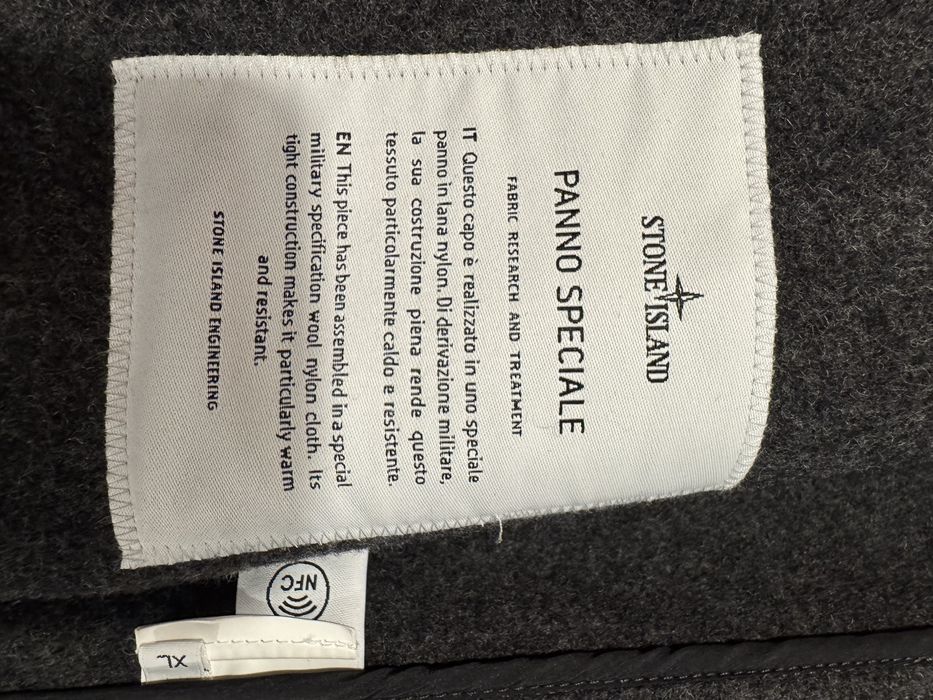 STONE ISLAND
PANNO SPECIALE
FABRIC RESEARCH AND TREATMENT
IT Questo capo è realizzato in uno speciale
panno in lana nylon. Di derivazione militare,
la sua costruzione piena rende questo
tessuto particolarmente caldo e resistente.
EN This piece has been assembled in a special
military specification wool nylon cloth. Its
tight construction makes it particularly warm
and resistant.
STONE ISLAND ENGINEERING
NFC
XL